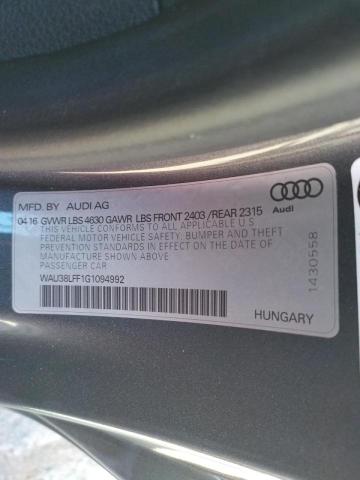 MFD. BY AUDI AG
04 16 GVWR LBS 4630 GAWR LBS FRONT 2403 /REAR 2315
THIS VEHICLE CONFORMS TO ALL APPLICABLE U S
FEDERAL MOTOR VEHICLE SAFETY, BUMPER AND THEFT
PREVENTION STANDARDS IN EFFECT ON THE DATE OF
MANUFACTURE SHOWN ABOVE
PASSENGER CAR
WAU38LFF1G1094992
Audi
1430558
HUNGARY